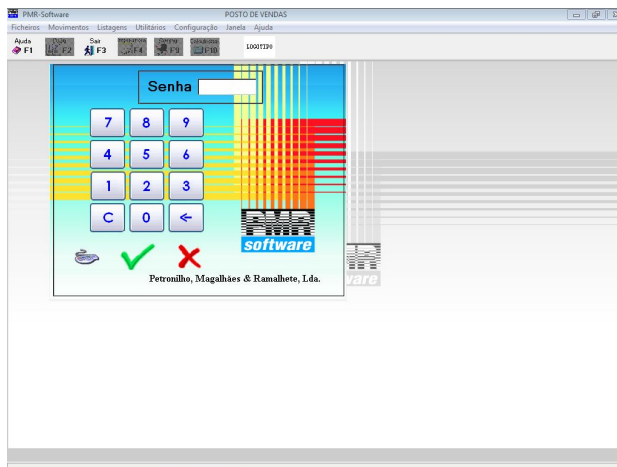 PMR-Software POSTO DE VENDAS
Ficheiros Movimentos Listagens Utilitários Configuração Janela Ajuda
Ajuda Sair
F1 F2 F3 F4 F9 F10 LOGOTIPO
Senha
7 8 9
4 5 6
1 2 3
C 0 ←
PMR
software
Petronilho, Magalhães & Ramalhete, Lda.